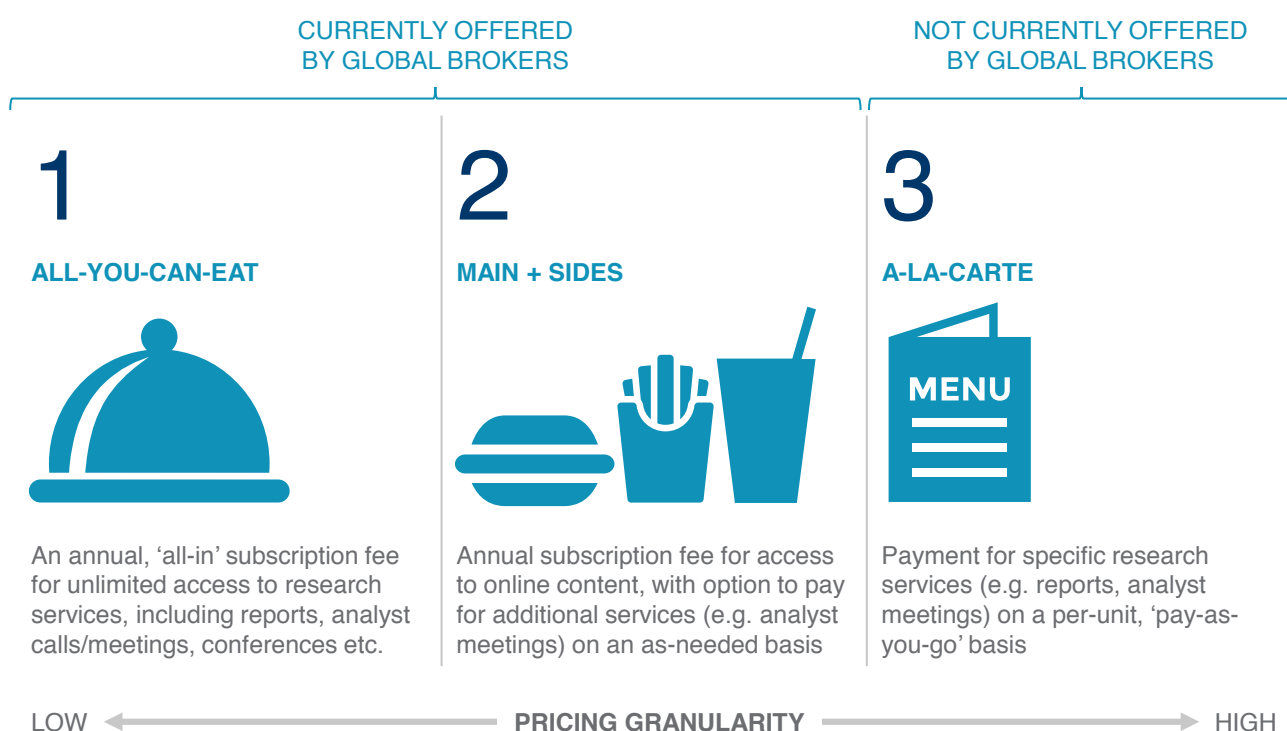 CURRENTLY OFFERED
BY GLOBAL BROKERS
NOT CURRENTLY OFFERED
BY GLOBAL BROKERS
1
ALL-YOU-CAN-EAT
An annual, ‘all-in’ subscription fee
for unlimited access to research
services, including reports, analyst
calls/meetings, conferences etc.
2
MAIN + SIDES
Annual subscription fee for access
to online content, with option to pay
for additional services (e.g. analyst
meetings) on an as-needed basis
3
A-LA-CARTE
MENU
Payment for specific research
services (e.g. reports, analyst
meetings) on a per-unit, ‘pay-as-
you-go’ basis
LOW PRICING GRANULARITY HIGH